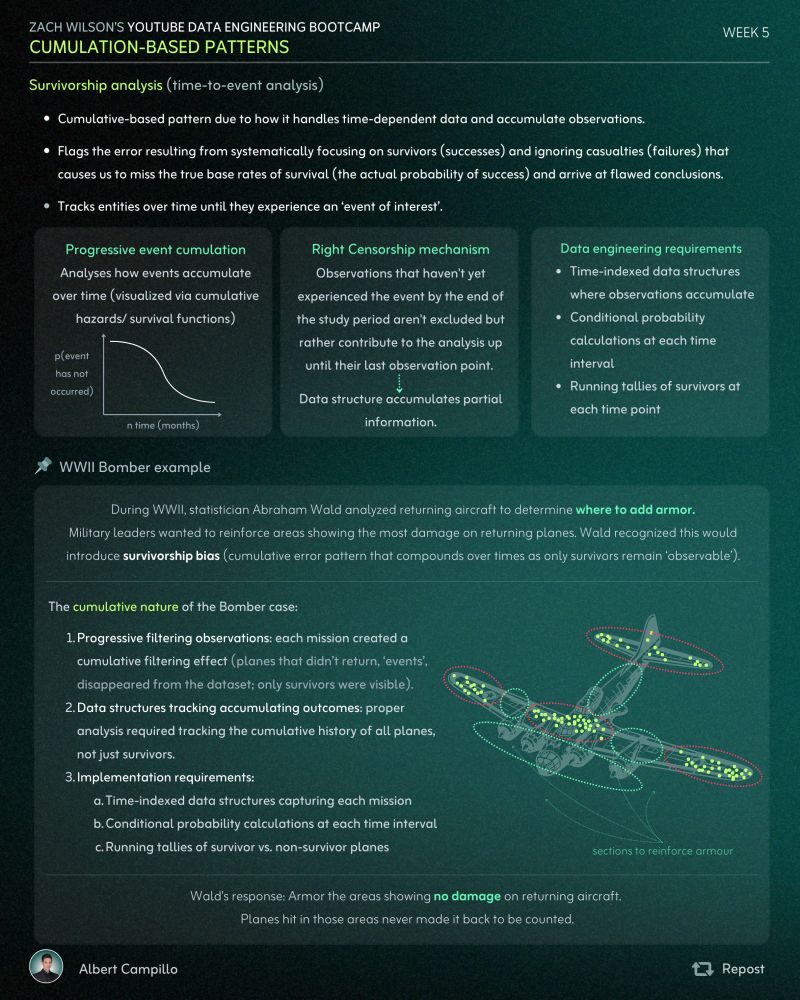 ZACH WILSON'S YOUTUBE DATA ENGINEERING BOOTCAMP
CUMULATION-BASED PATTERNS
WEEK 5
Survivorship analysis (time-to-event analysis)
• Cumulative-based pattern due to how it handles time-dependent data and accumulate observations.
• Flags the error resulting from systematically focusing on survivors (successes) and ignoring casualties (failures) that
causes us to miss the true base rates of survival (the actual probability of success) and arrive at flawed conclusions.
• Tracks entities over time until they experience an ‘event of interest’.
Progressive event cumulation
Analyses how events accumulate
over time (visualized via cumulative
hazards/ survival functions)
p(event
has not
occurred)
n time (months)
Right Censorship mechanism
Observations that haven't yet
experienced the event by the end of
the study period aren't excluded but
rather contribute to the analysis up
until their last observation point.
Data structure accumulates partial
information.
Data engineering requirements
• Time-indexed data structures
where observations accumulate
• Conditional probability
calculations at each time
interval
• Running tallies of survivors at
each time point
WWII Bomber example
During WWII, statistician Abraham Wald analyzed returning aircraft to determine where to add armor.
Military leaders wanted to reinforce areas showing the most damage on returning planes. Wald recognized this would
introduce survivorship bias (cumulative error pattern that compounds over times as only survivors remain ‘observable’).
The cumulative nature of the Bomber case:
1. Progressive filtering observations: each mission created a
cumulative filtering effect (planes that didn't return, ‘events’,
disappeared from the dataset; only survivors were visible).
2. Data structures tracking accumulating outcomes: proper
analysis required tracking the cumulative history of all planes,
not just survivors.
3. Implementation requirements:
a. Time-indexed data structures capturing each mission
b. Conditional probability calculations at each time interval
c. Running tallies of survivor vs. non-survivor planes
sections to reinforce armour
Wald's response: Armor the areas showing no damage on returning aircraft.
Planes hit in those areas never made it back to be counted.
Albert Campillo
Repost